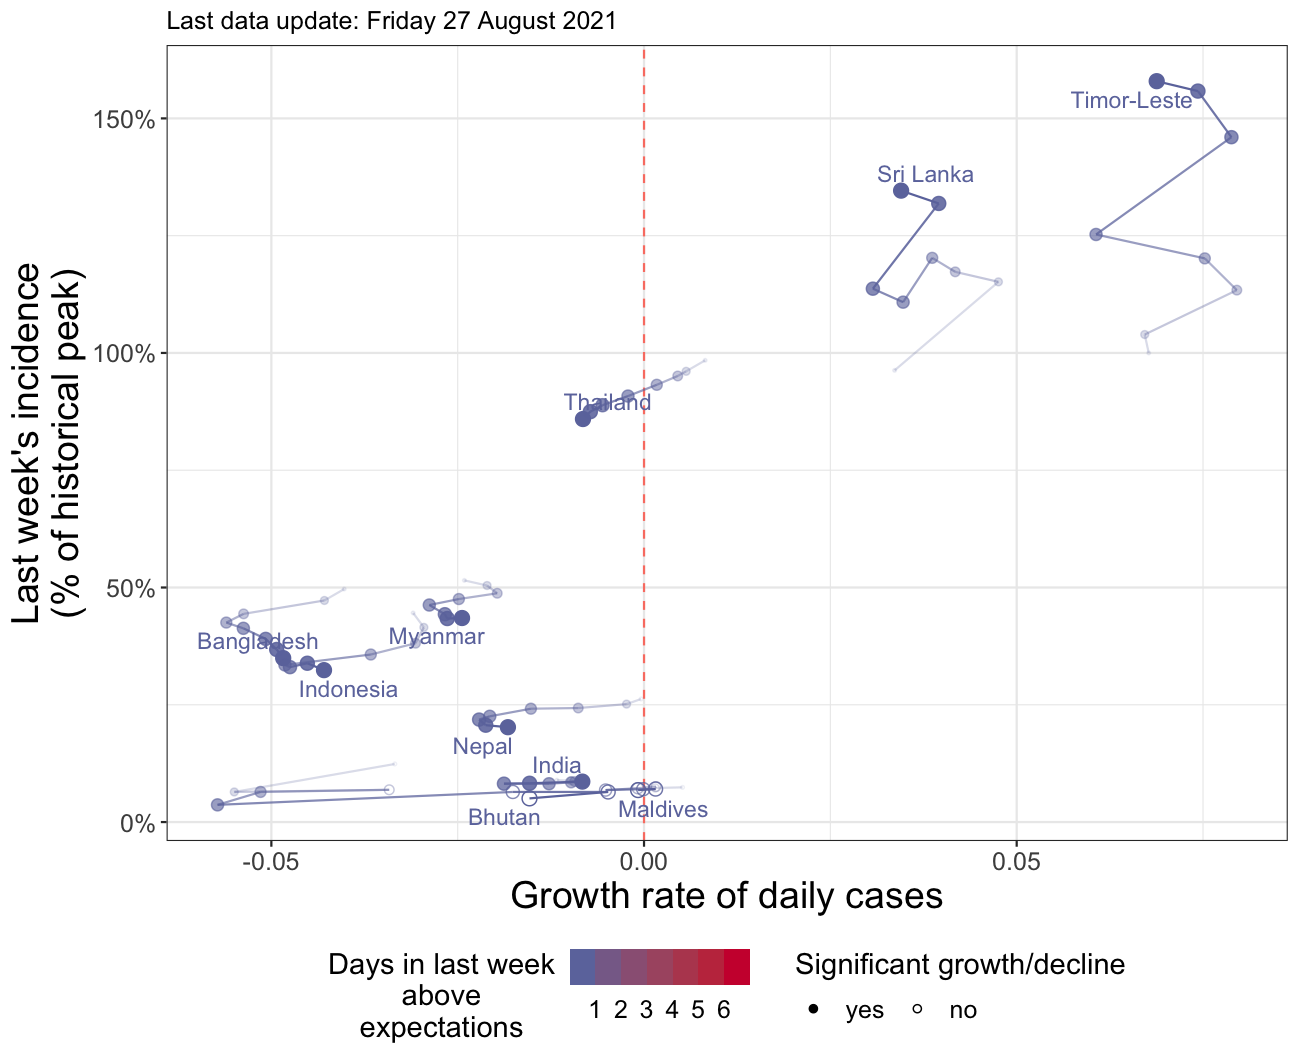 Last data update: Friday 27 August 2021
Last week's incidence
(% of historical peak)
150%
100%
50%
0%
Timor-Leste
Sri Lanka
Thailand
Bangladesh
Myanmar
Indonesia
Nepal
India
Bhutan
Maldives
-0.05
0.00
0.05
Growth rate of daily cases
Days in last week
above
expectations
1 2 3 4 5 6
Significant growth/decline
yes no